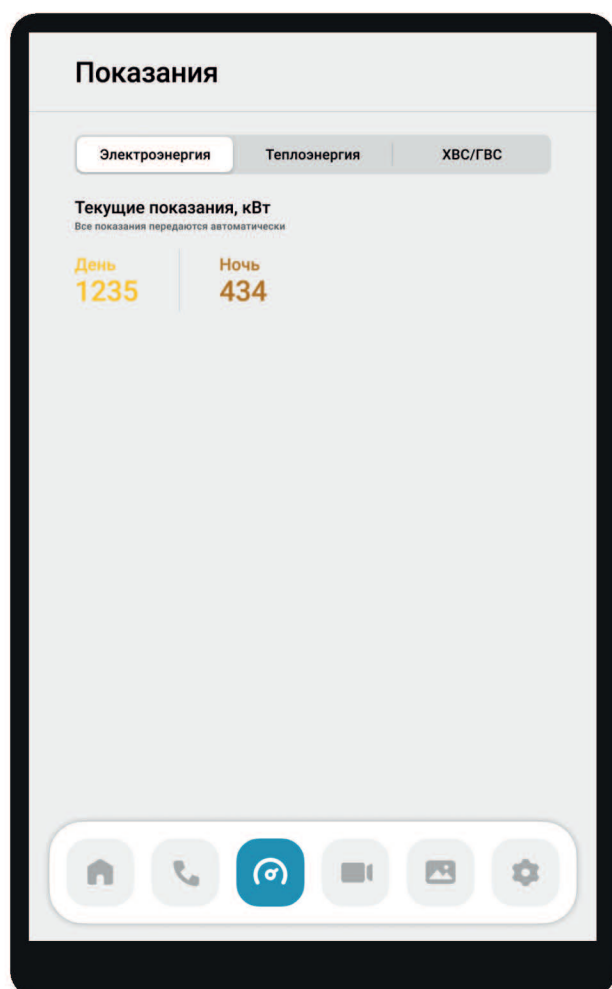 Показания
Электроэнергия Теплоэнергия ХВС/ГВС
Текущие показания, кВт
Все показания передаются автоматически
День Ночь
1235 434